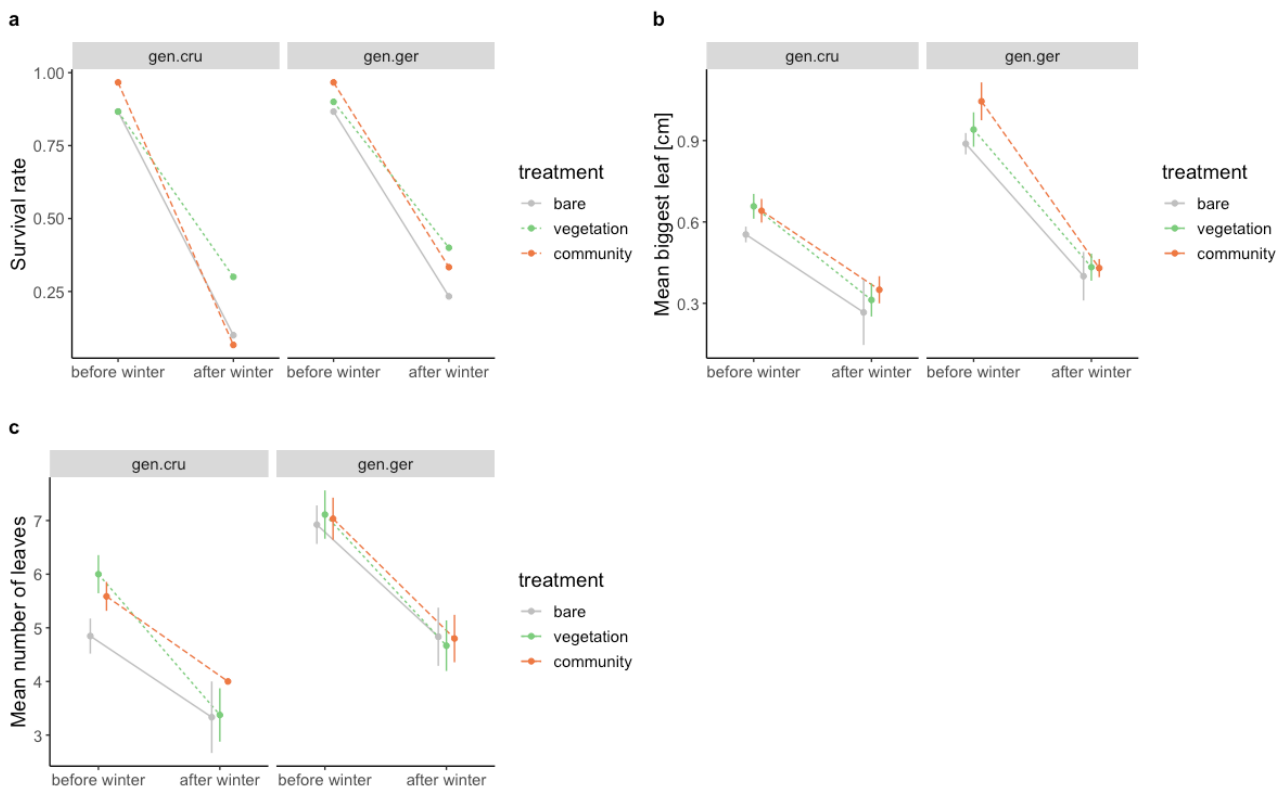 a
gen.cru gen.ger
1.00
0.75
0.50
0.25
Survival rate
before winter after winter before winter after winter
treatment
bare
vegetation
community
b
gen.cru gen.ger
0.9
0.6
0.3
Mean biggest leaf [cm]
before winter after winter before winter after winter
treatment
bare
vegetation
community
c
gen.cru gen.ger
7
6
5
4
3
Mean number of leaves
before winter after winter before winter after winter
treatment
bare
vegetation
community